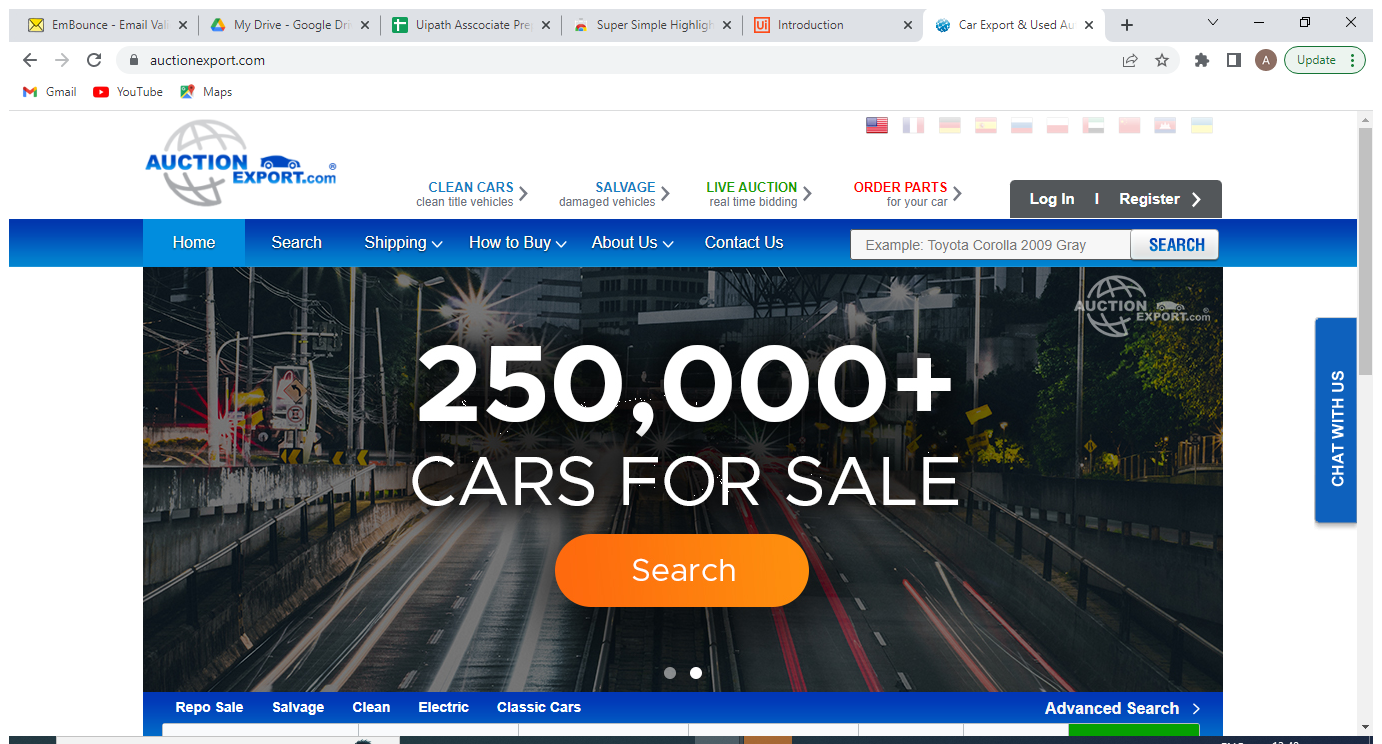 EmBounce - Email Vali
My Drive - Google Dri
Uipath Asscociate Prep
Super Simple Highligh
Introduction
Car Export & Used Au
auctionexport.com
A
Update
Gmail
YouTube
Maps
AUCTION
EXPORT.com®
CLEAN CARS
clean title vehicles
SALVAGE
damaged vehicles
LIVE AUCTION
real time bidding
ORDER PARTS
for your car
Log In | Register
Home Search Shipping How to Buy About Us Contact Us
Example: Toyota Corolla 2009 Gray
SEARCH
AUCTION
EXPORT.com
250,000+
CARS FOR SALE
Search
CHAT WITH US
Repo Sale Salvage Clean Electric Classic Cars
Advanced Search